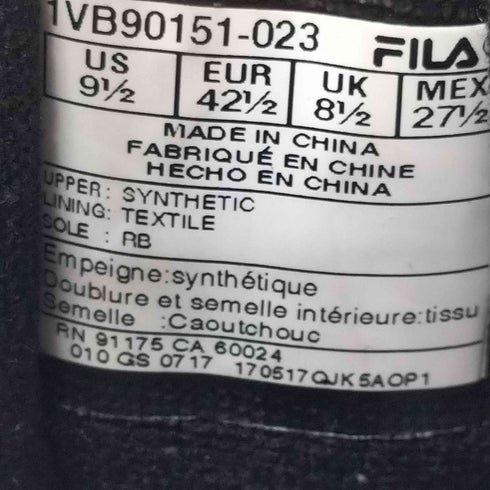 1VB90151-023 FILA
US EUR UK MEX
9½ 42½ 8½ 27½
MADE IN CHINA
FABRIQUÉ EN CHINE
HECHO EN CHINA
UPPER: SYNTHETIC
LINING: TEXTILE
SOLE : RB
Empeigne:synthétique
Doublure et semelle intérieure:tissu
Semelle :Caoutchouc
RN 91175 CA 60024
010 GS 0717 170517QJK5AOP1